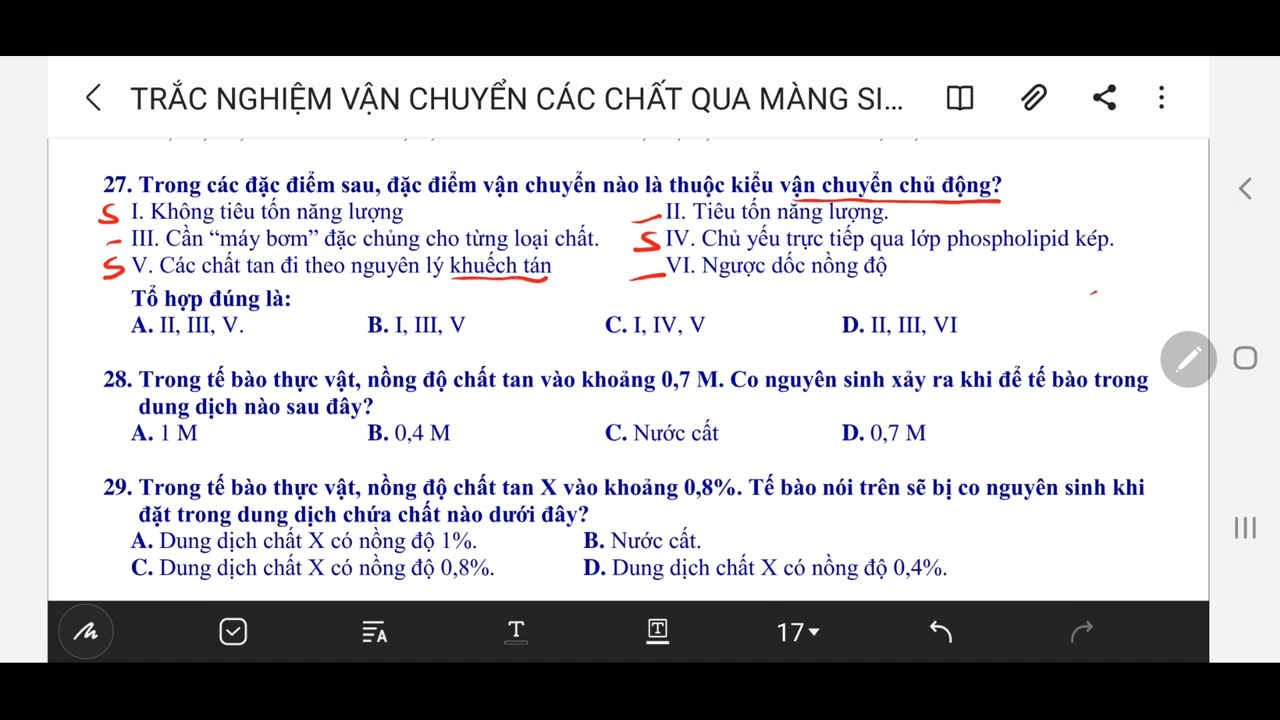 TRẮC NGHIỆM VẬN CHUYỂN CÁC CHẤT QUA MÀNG SI...
27. Trong các đặc điểm sau, đặc điểm vận chuyển nào là thuộc kiểu vận chuyển chủ động?
S I. Không tiêu tốn năng lượng
II. Tiêu tốn năng lượng.
III. Cần “máy bơm” đặc chủng cho từng loại chất.
S IV. Chủ yếu trực tiếp qua lớp phospholipid kép.
S V. Các chất tan đi theo nguyên lý khuếch tán
VI. Ngược dốc nồng độ
Tổ hợp đúng là:
A. II, III, V.
B. I, III, V
C. I, IV, V
D. II, III, VI
28. Trong tế bào thực vật, nồng độ chất tan vào khoảng 0,7 M. Co nguyên sinh xảy ra khi để tế bào trong
dung dịch nào sau đây?
A. 1 M
B. 0,4 M
C. Nước cất
D. 0,7 M
29. Trong tế bào thực vật, nồng độ chất tan X vào khoảng 0,8%. Tế bào nói trên sẽ bị co nguyên sinh khi
đặt trong dung dịch chứa chất nào dưới đây?
A. Dung dịch chất X có nồng độ 1%.
B. Nước cất.
C. Dung dịch chất X có nồng độ 0,8%.
D. Dung dịch chất X có nồng độ 0,4%.
A
T
T
17